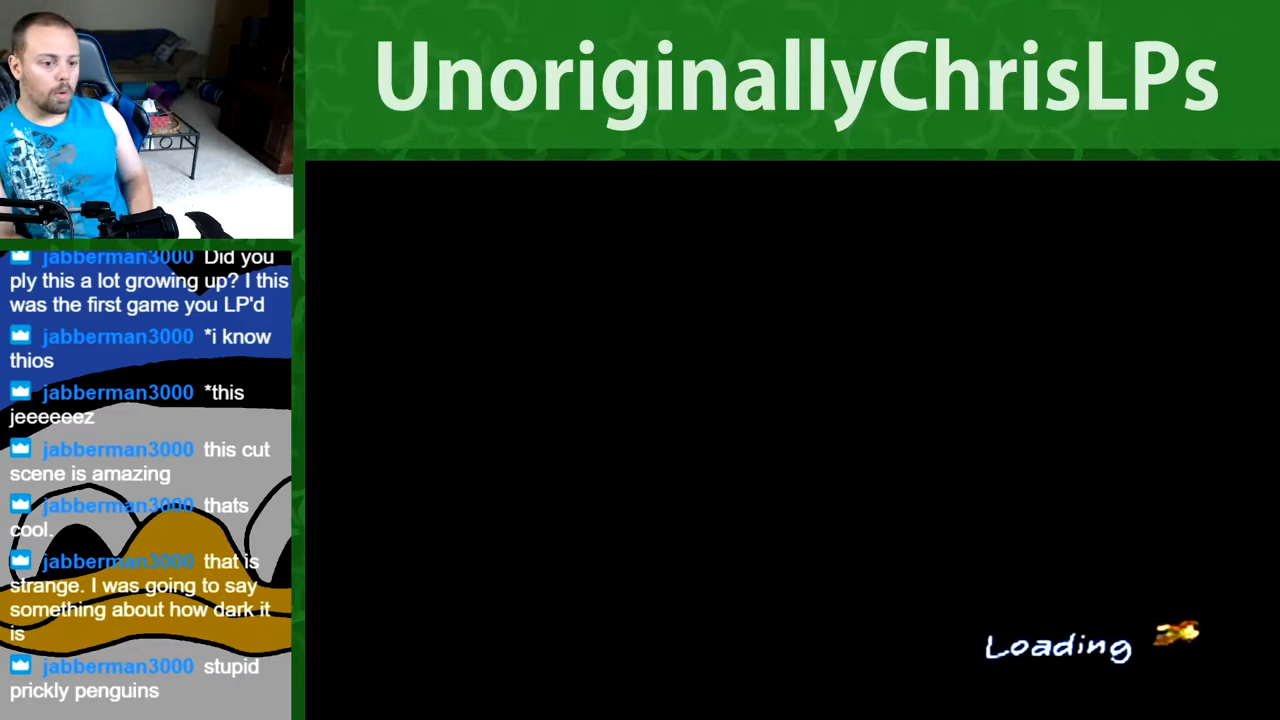 UnoriginallyChrisLPs
jabberman3000 Did you
ply this a lot growing up? I this
was the first game you LP'd
jabberman3000 *i know
thios
jabberman3000 *this
jeeeeeez
jabberman3000 this cut
scene is amazing
jabberman3000 thats
cool.
jabberman3000 that is
strange. I was going to say
something about how dark it
is
jabberman3000 stupid
prickly penguins
Loading